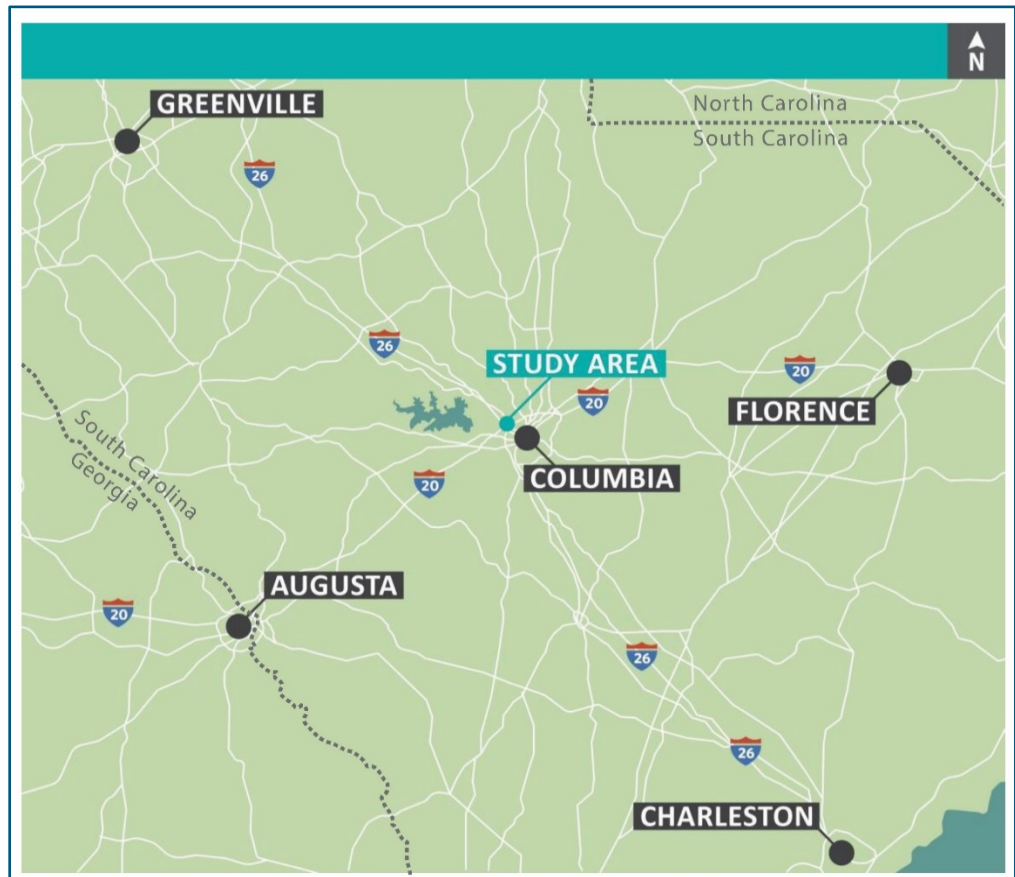 N
GREENVILLE
North Carolina
South Carolina
26
26
STUDY AREA
20
20
FLORENCE
COLUMBIA
20
South Carolina
Georgia
AUGUSTA
20
26
26
CHARLESTON